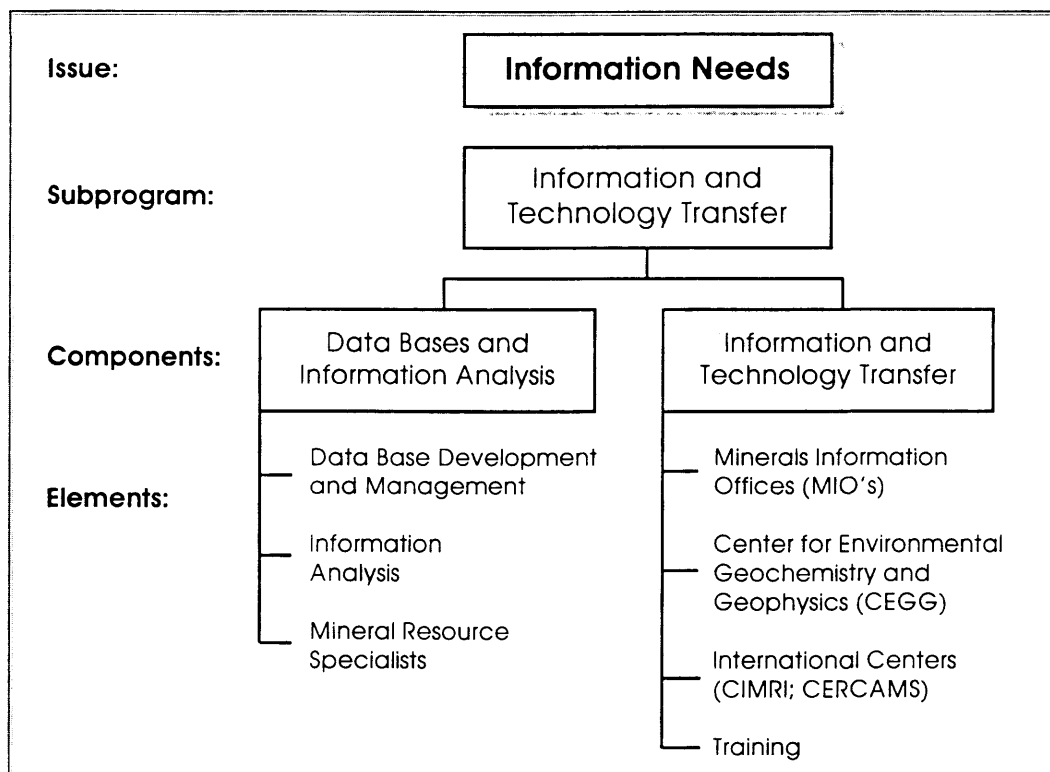 Issue:
Information Needs
Subprogram:
Information and
Technology Transfer
Components:
Data Bases and
Information Analysis
Information and
Technology Transfer
Elements:
Data Base Development
and Management
Information
Analysis
Mineral Resource
Specialists
Minerals Information
Offices (MIO's)
Center for Environmental
Geochemistry and
Geophysics (CEGG)
International Centers
(CIMRI; CERCAMS)
Training